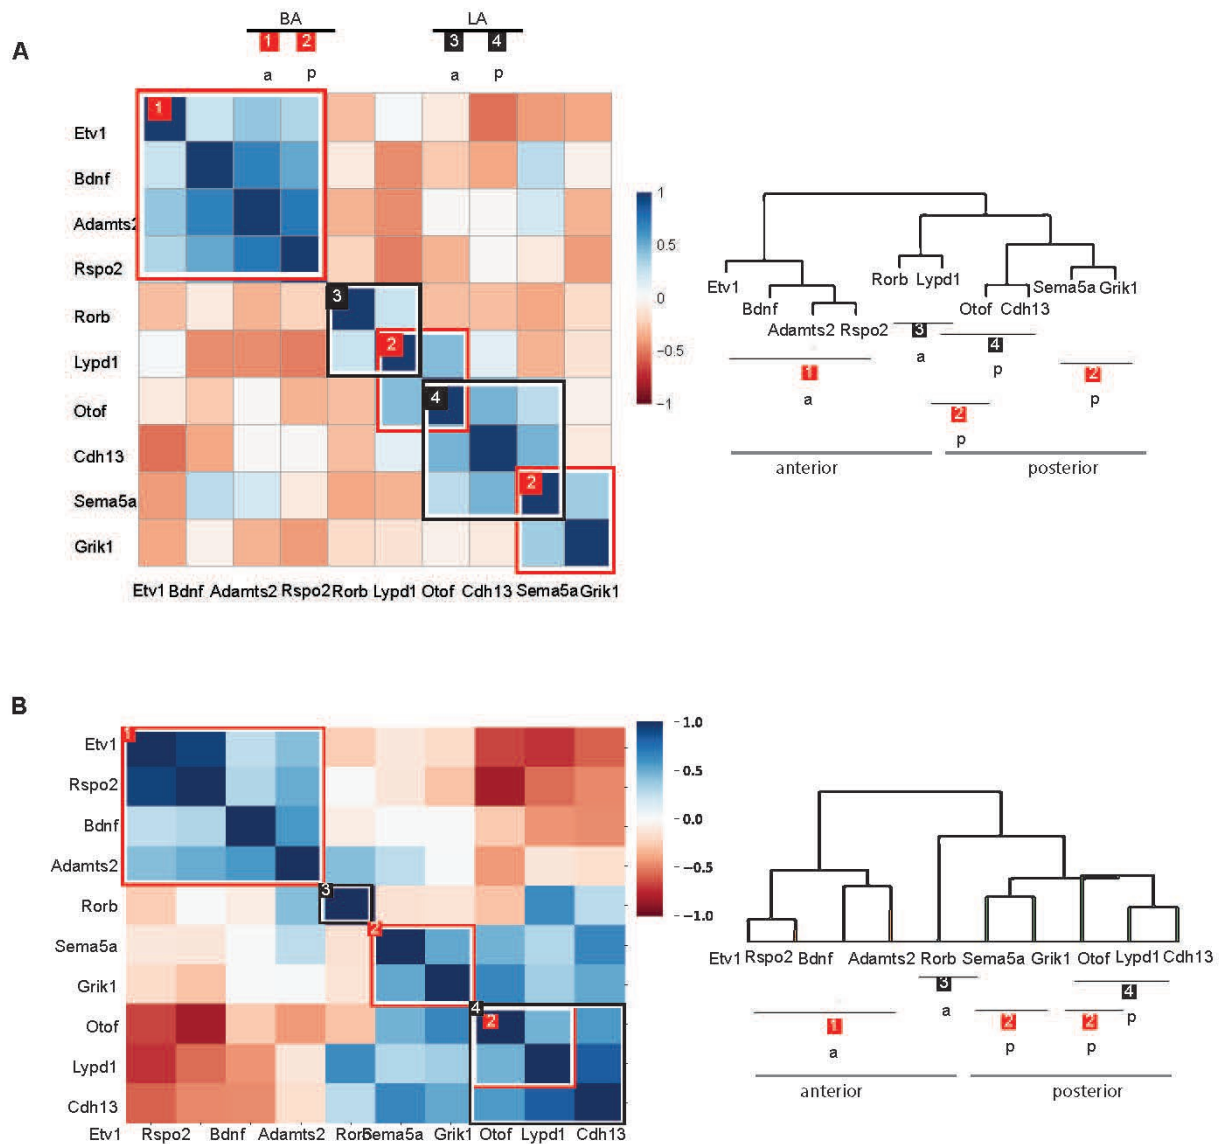 A
BA
LA
1
2
3
4
a
p
a
p
1
Etv1
Bdnf
Adamts2
Rspo2
Rorb
Lypd1
Otof
Cdh13
Sema5a
Grik1
3
2
4
2
1
0.5
0
−0.5
−1
Etv1 Bdnf Adamts2 Rspo2 Rorb Lypd1 Otof Cdh13 Sema5a Grik1
Etv1
Bdnf
Adamts2 Rspo2
Rorb Lypd1
Otof Cdh13
Sema5a Grik1
3
a
4
p
1
a
2
p
2
p
anterior
posterior
B
1
Etv1
Rspo2
Bdnf
Adamts2
Rorb
Sema5a
Grik1
Otof
Lypd1
Cdh13
3
2
4
2
1.0
0.5
0.0
−0.5
−1.0
Etv1 Rspo2 Bdnf Adamts2 Rorb Sema5a Grik1 Otof Lypd1 Cdh13
Etv1 Rspo2 Bdnf Adamts2 Rorb Sema5a Grik1 Otof Lypd1 Cdh13
3
a
4
p
1
a
2
p
2
p
anterior
posterior